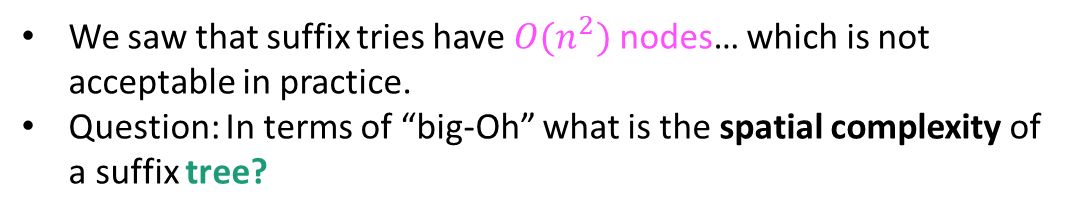 • We saw that suffix tries have O(n²) nodes... which is not
acceptable in practice.
• Question: In terms of “big-Oh” what is the spatial complexity of
a suffix tree?